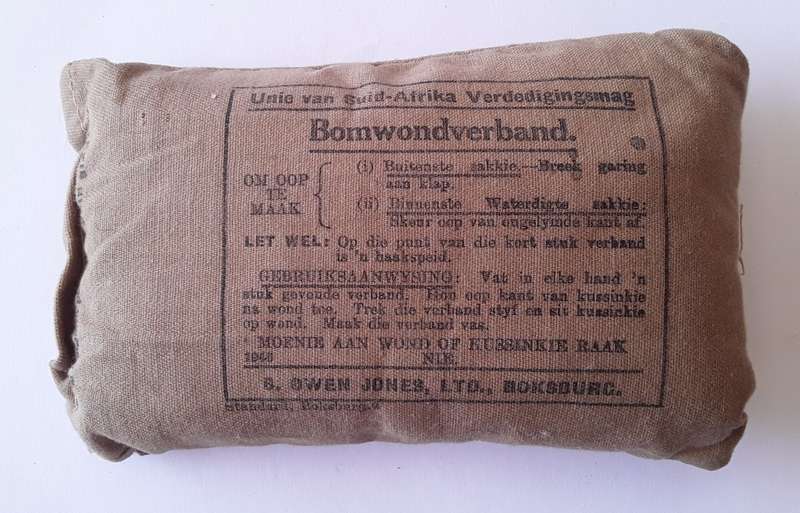 Unie van Suid-Afrika Verdedigingsmag
Bomwondverband.
OM OOP
TE
MAAK
(i) Buitenste sakkie.—Breek garing
aan klap.
(ii) Binnenste Waterdigte sakkie:
Skeur oop van ongelymde kant af.
LET WEL: Op die punt van die kort stuk verband
is 'n haakspeld.
GEBRUIKSAANWYSING: Vat in elke hand 'n
stuk gevoude verband. Hou oop kant van kussinkie
na wond toe. Trek die verband styf en sit kussinkie
op wond. Maak die verband vas.
MOENIE AAN WOND OF KUSSINKIE RAAK
NIE.
OWEN JONES, LTD., BOKSBURG.
Standard, Boksburg